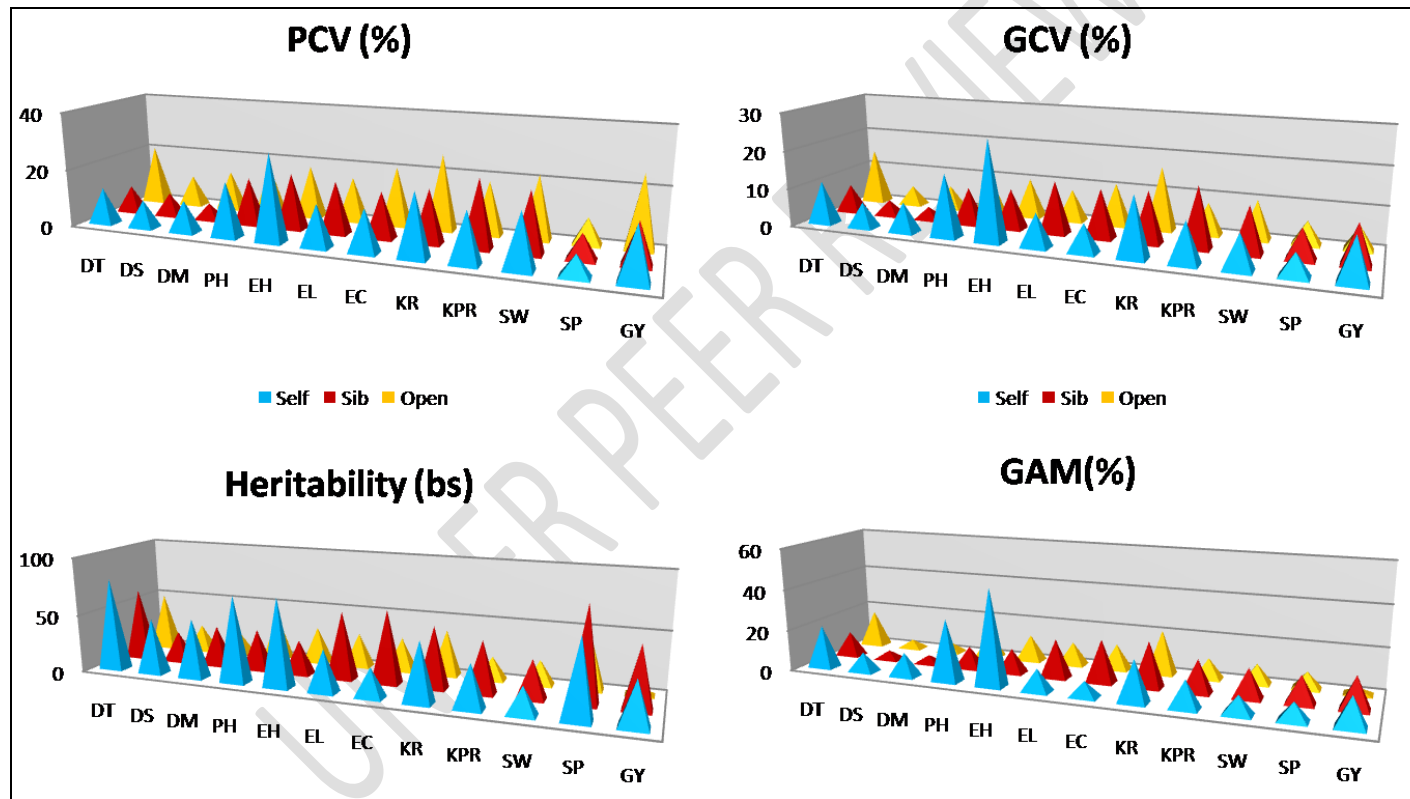 PCV (%)
40
20
0
DT DS DM PH EH EL EC KR KPR SW SP GY
Self Sib Open
GCV (%)
30
20
10
0
DT DS DM PH EH EL EC KR KPR SW SP GY
Self Sib Open
Heritability (bs)
100
50
0
DT DS DM PH EH EL EC KR KPR SW SP GY
GAM(%)
60
40
20
0
DT DS DM PH EH EL EC KR KPR SW SP GY
PEER